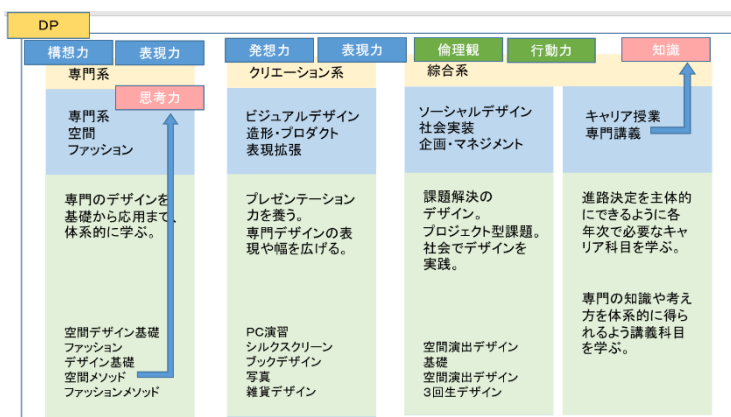 DP
構想力
表現力
専門系
思考力
専門系
空間
ファッション
専門のデザインを
基礎から応用まで、
体系的に学ぶ。
空間デザイン基礎
ファッション
デザイン基礎
空間メソッド
ファッションメソッド
発想力
表現力
クリエーション系
ビジュアルデザイン
造形・プロダクト
表現拡張
プレゼンテーション
力を養う。
専門デザインの表
現や幅を広げる。
PC演習
シルクスクリーン
ブックデザイン
写真
雑貨デザイン
倫理観
行動力
綜合系
ソーシャルデザイン
社会実装
企画・マネジメント
課題解決の
デザイン。
プロジェクト型課題。
社会でデザインを
実践。
空間演出デザイン
基礎
空間演出デザイン
3回生デザイン
知識
キャリア授業
専門講義
進路決定を主体的
にできるように各
年次で必要なキャ
リア科目を学ぶ。
専門の知識や考え
方を体系的に得ら
れるよう講義科目
を学ぶ。